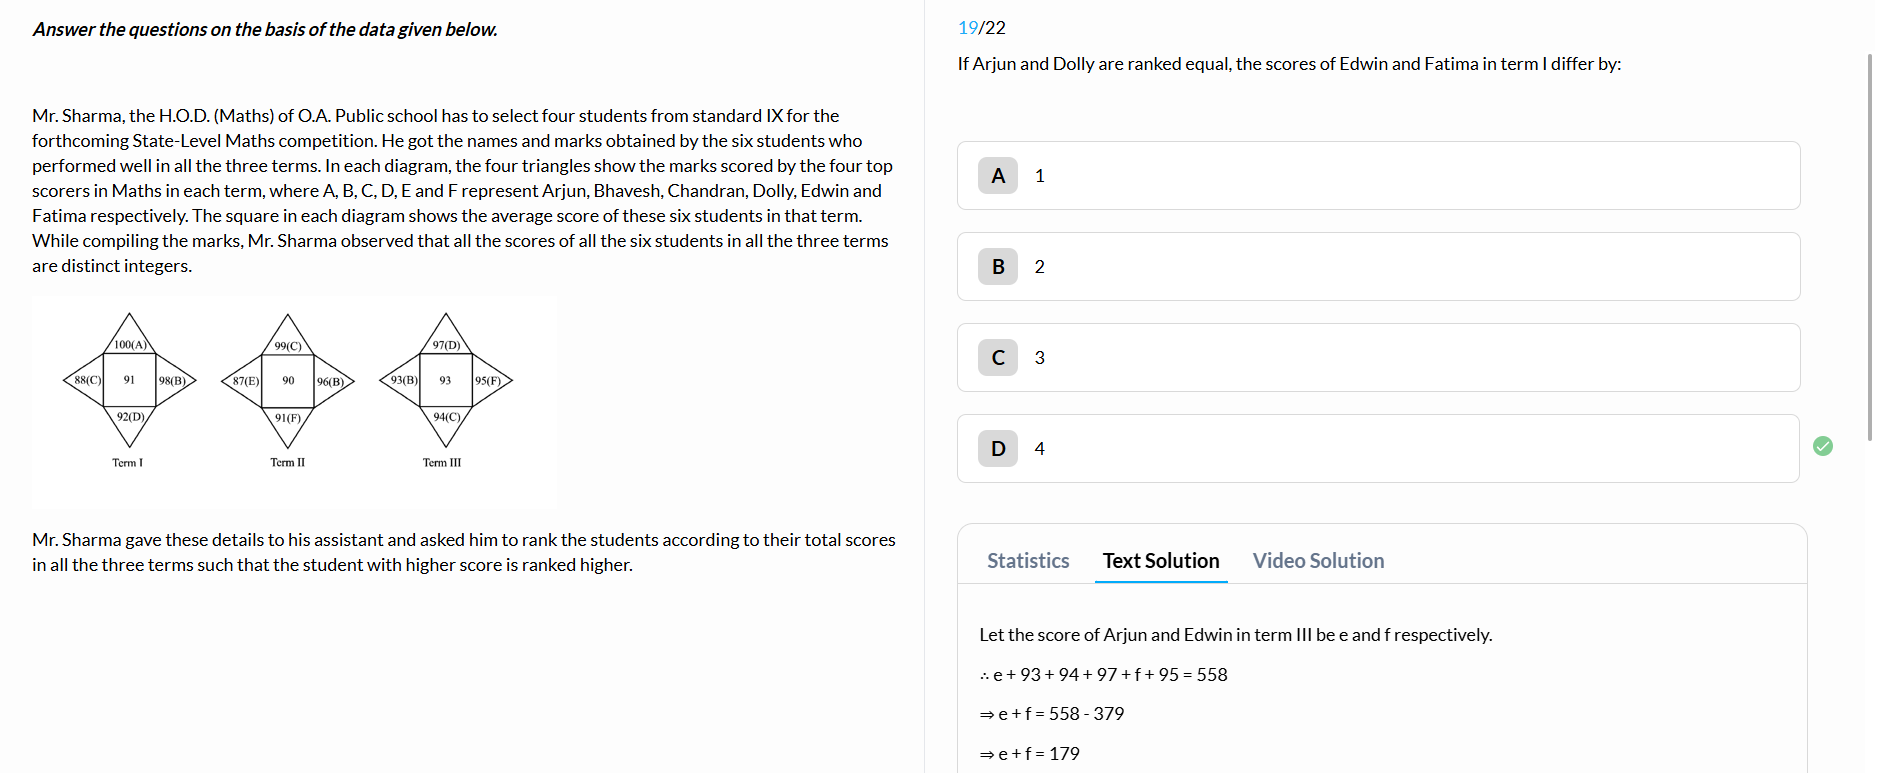 Answer the questions on the basis of the data given below.
Mr. Sharma, the H.O.D. (Maths) of O.A. Public school has to select four students from standard IX for the
forthcoming State-Level Maths competition. He got the names and marks obtained by the six students who
performed well in all the three terms. In each diagram, the four triangles show the marks scored by the four top
scorers in Maths in each term, where A, B, C, D, E and F represent Arjun, Bhavesh, Chandran, Dolly, Edwin and
Fatima respectively. The square in each diagram shows the average score of these six students in that term.
While compiling the marks, Mr. Sharma observed that all the scores of all the six students in all the three terms
are distinct integers.
100(A)
88(C) 91 98(B)
92(D)
Term I
99(C)
87(E) 90 96(B)
91(F)
Term II
97(D)
93(B) 93 95(F)
94(C)
Term III
Mr. Sharma gave these details to his assistant and asked him to rank the students according to their total scores
in all the three terms such that the student with higher score is ranked higher.
19/22
If Arjun and Dolly are ranked equal, the scores of Edwin and Fatima in term I differ by:
A 1
B 2
C 3
D 4
Statistics Text Solution Video Solution
Let the score of Arjun and Edwin in term III be e and f respectively.
∴ e + 93 + 94 + 97 + f + 95 = 558
⇒ e + f = 558 - 379
⇒ e + f = 179